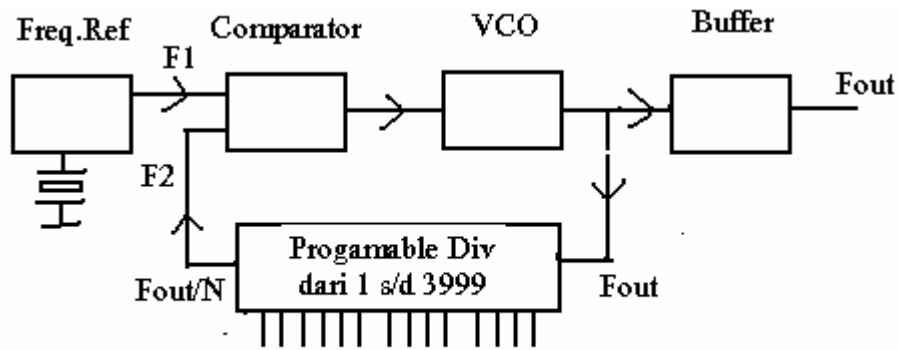 Freq.Ref
Comparator
VCO
Buffer
F1
Fout
F2
Progamable Div
dari 1 s/d 3999
Fout/N
Fout